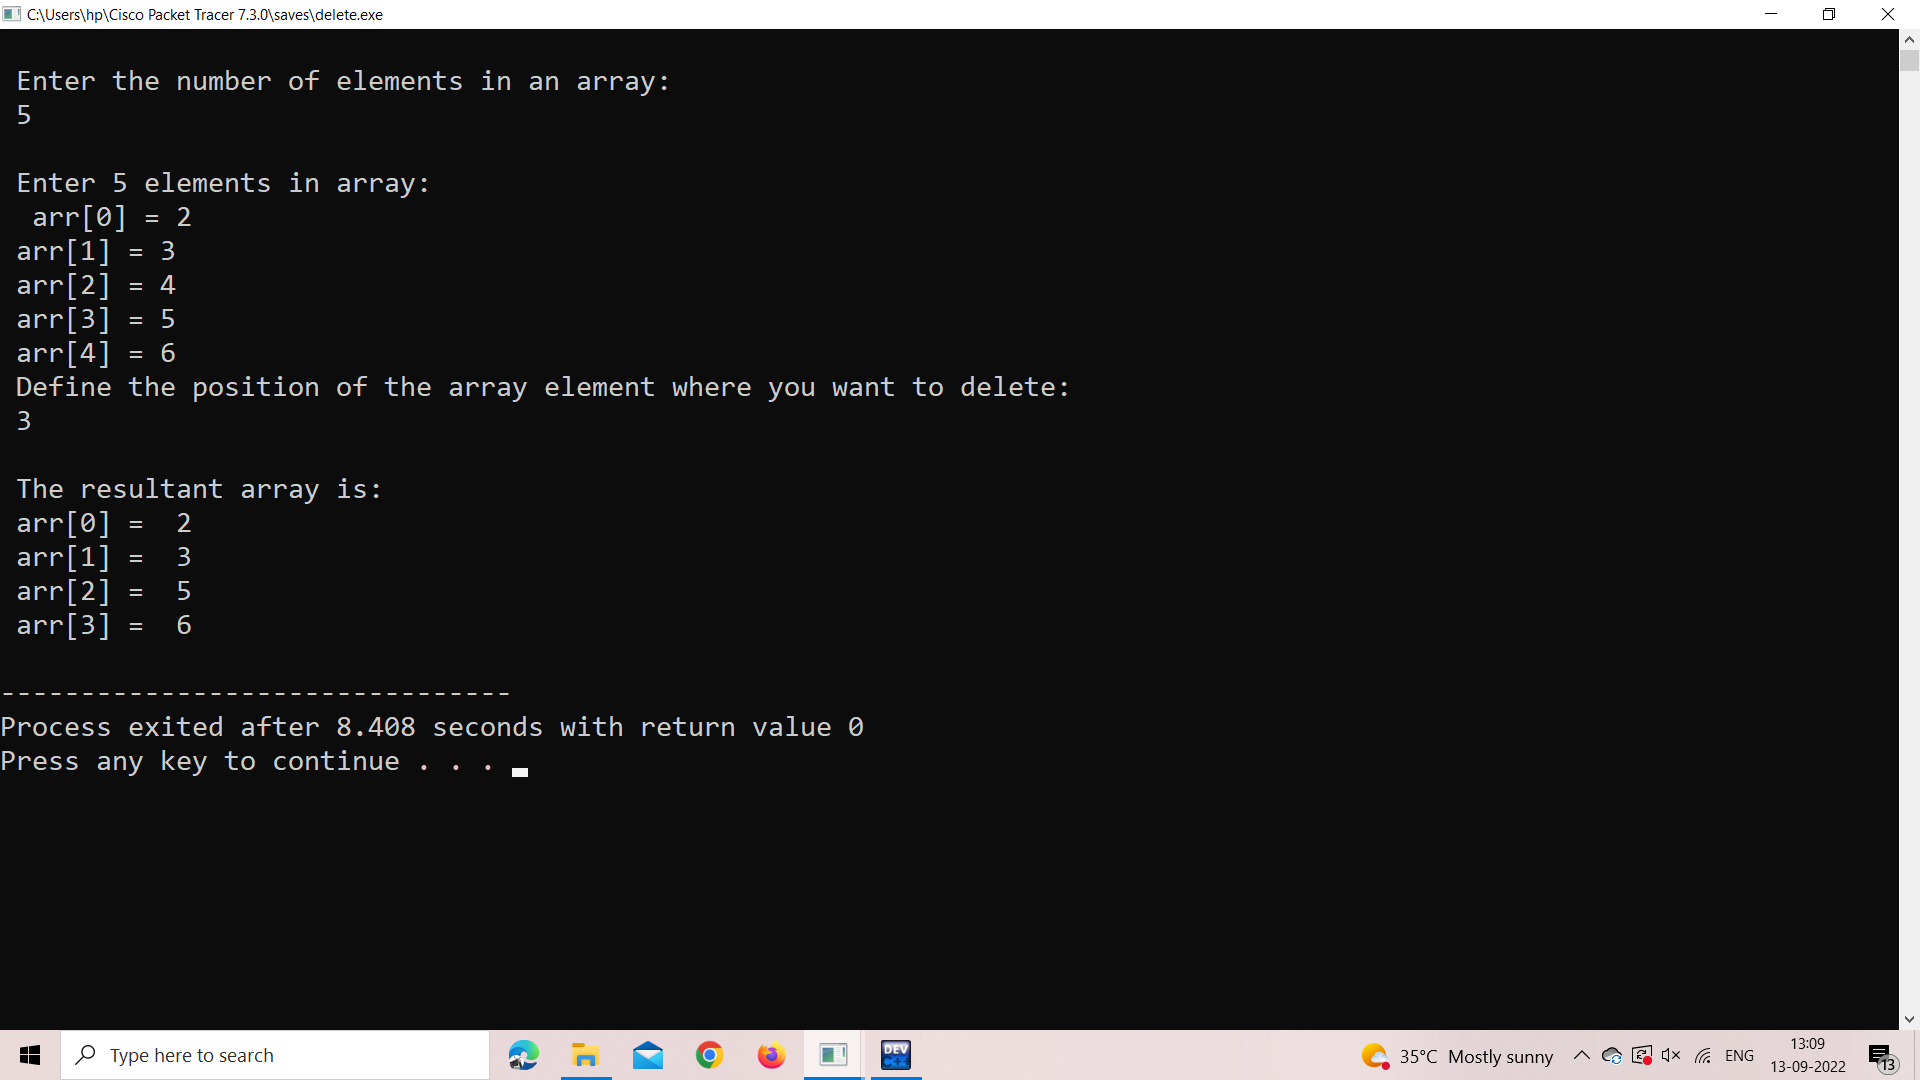 C:\Users\hp\Cisco Packet Tracer 7.3.0\saves\delete.exe
Enter the number of elements in an array:
5
Enter 5 elements in array:
arr[0] = 2
arr[1] = 3
arr[2] = 4
arr[3] = 5
arr[4] = 6
Define the position of the array element where you want to delete:
3
The resultant array is:
arr[0] =  2
arr[1] =  3
arr[2] =  5
arr[3] =  6
--------------------------------
Process exited after 8.408 seconds with return value 0
Press any key to continue . . .
Type here to search
DEV C++
35°C Mostly sunny
ENG
13:09
13-09-2022
13